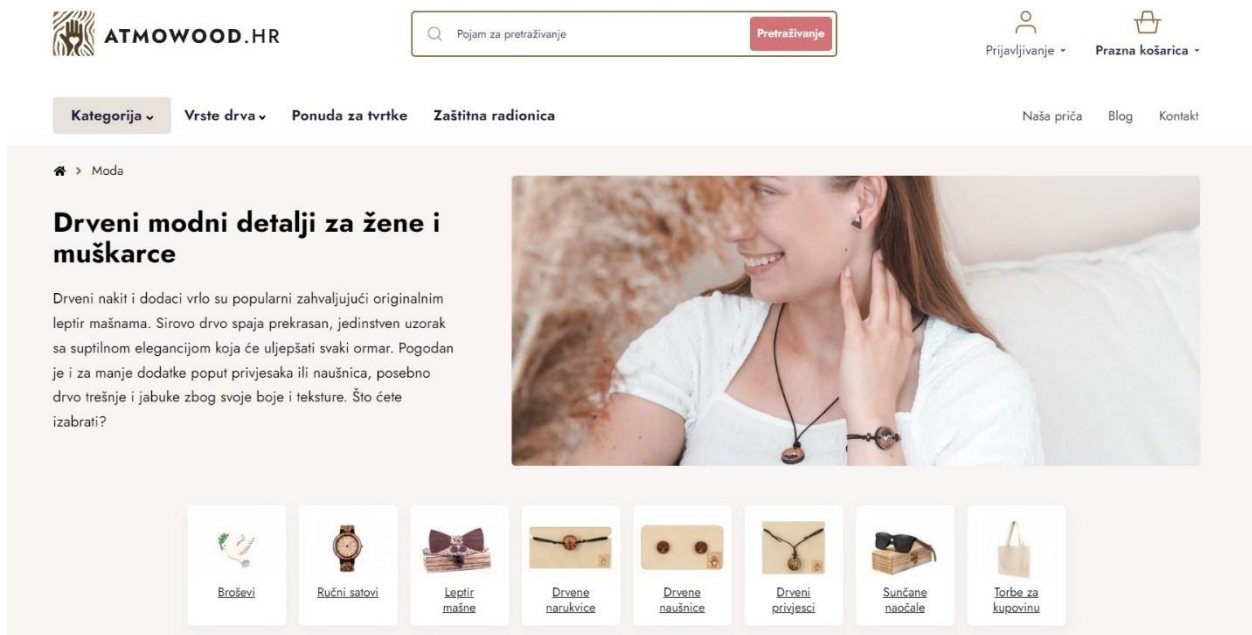 ATMOWOOD.HR
Pojam za pretraživanje
Pretraživanje
Prijavljivanje
Prazna košarica
Kategorija
Vrste drva
Ponuda za tvrtke
Zaštitna radionica
Naša priča
Blog
Kontakt
Moda
Drveni modni detalji za žene i
muškarce
Drveni nakit i dodaci vrlo su popularni zahvaljujući originalnim
leptir mašnama. Sirovo drvo spaja prekrasan, jedinstven uzorak
sa suptilnom elegancijom koja će uljepšati svaki ormar. Pogodan
je i za manje dodatke poput privjesaka ili naušnica, posebno
drvo trešnje i jabuke zbog svoje boje i teksture. Što ćete
izabrati?
Broševi
Ručni satovi
Leptir
mašne
Drvene
narukvice
Drvene
naušnice
Drveni
privjesci
Sunčane
naočale
Torbe za
kupovinu